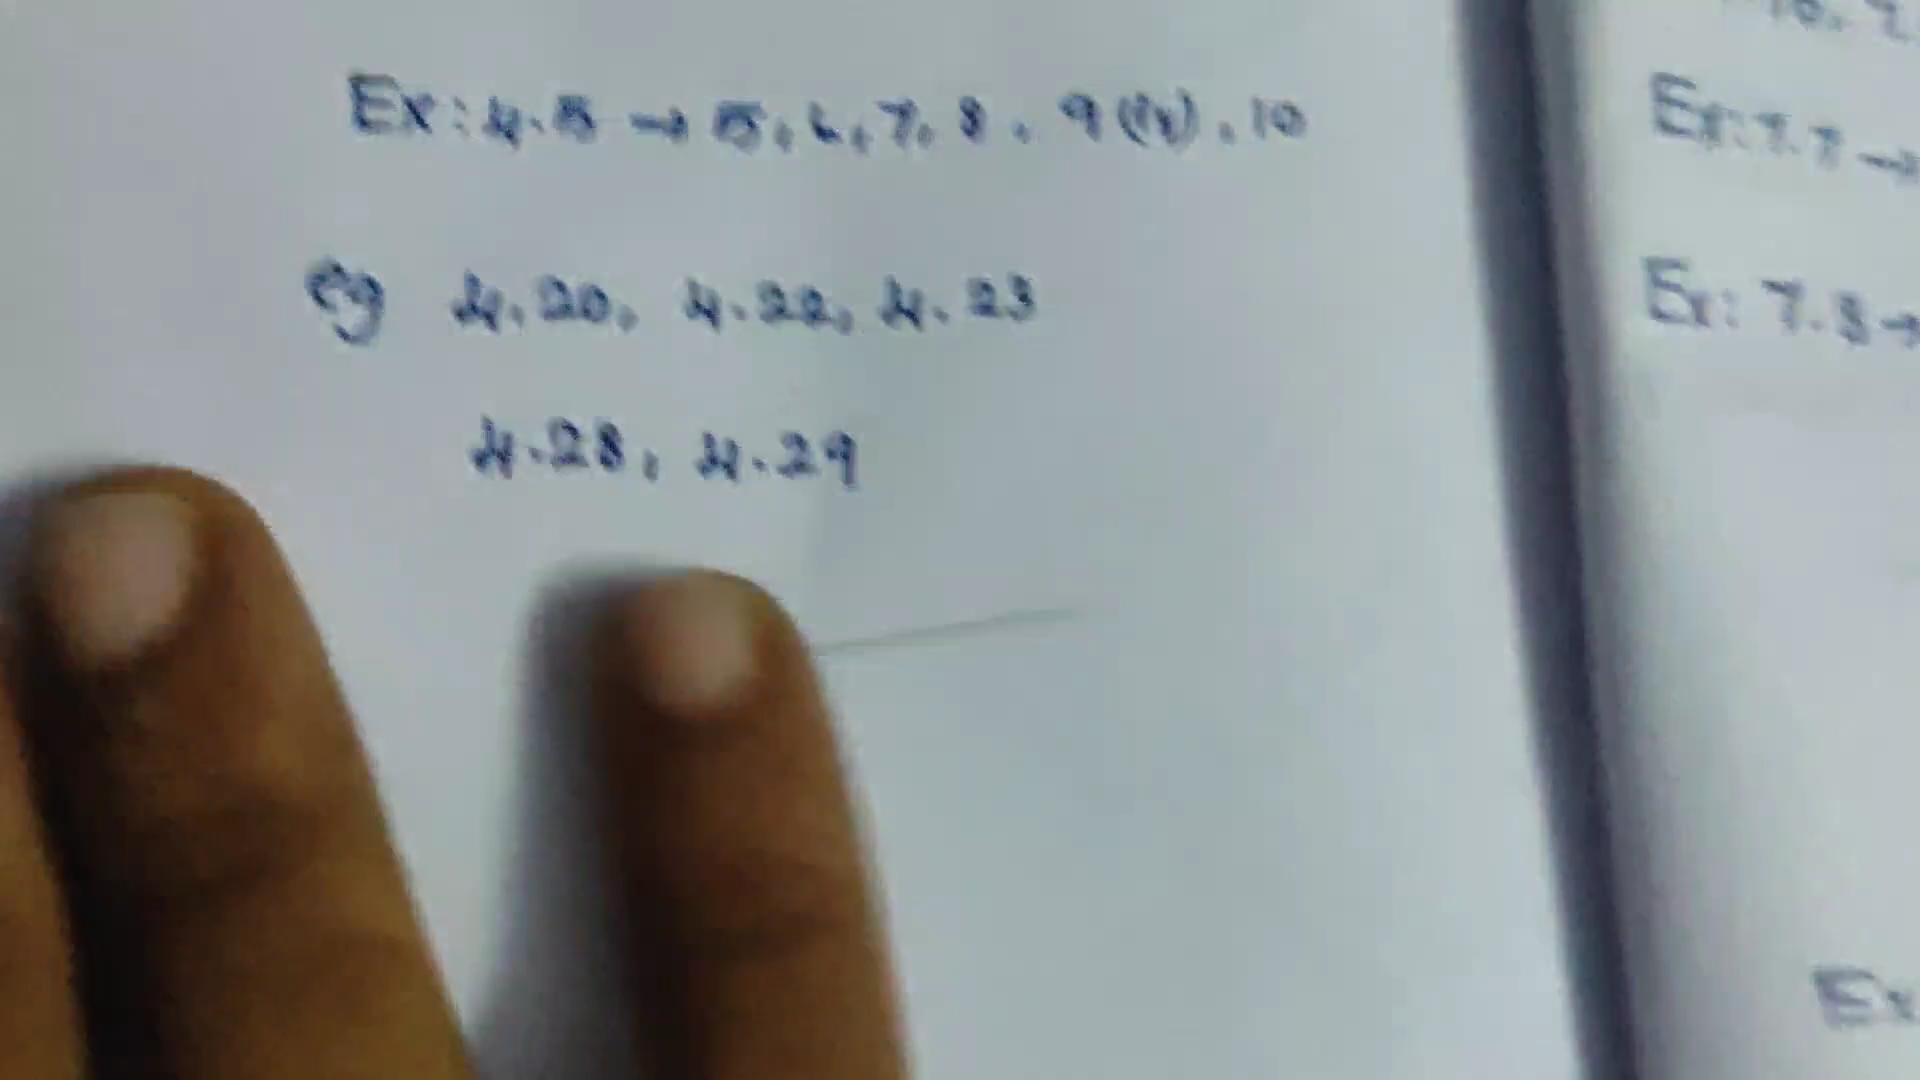 Ex: 4.5 → 5, 6, 7, 8, 9 (iv), 10
eg 4.20, 4.22, 4.23
4.28, 4.29
Ex: 7.7 →
Ex: 7.8 →
Ex